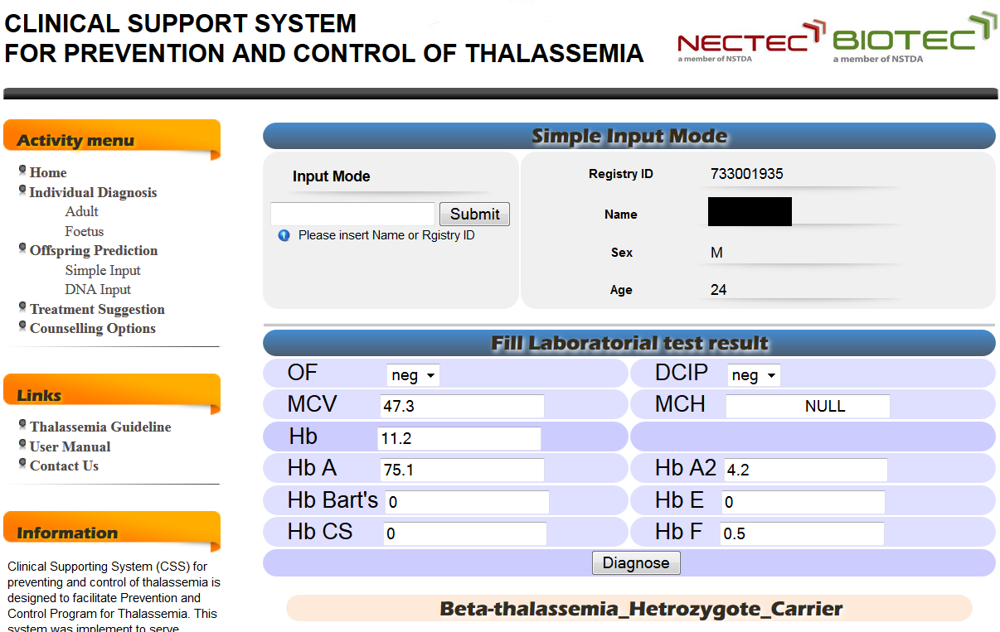 CLINICAL SUPPORT SYSTEM
FOR PREVENTION AND CONTROL OF THALASSEMIA
NECTEC
a member of NSTDA
BIOTEC
a member of NSTDA
Activity menu
Home
Individual Diagnosis
Adult
Foetus
Offspring Prediction
Simple Input
DNA Input
Treatment Suggestion
Counselling Options
Links
Thalassemia Guideline
User Manual
Contact Us
Information
Clinical Supporting System (CSS) for
preventing and control of thalassemia is
designed to facilitate Prevention and
Control Program for Thalassemia. This
system was implement to serve
Simple Input Mode
Input Mode
Submit
Please insert Name or Rgistry ID
Registry ID 733001935
Name
Sex M
Age 24
Fill Laboratorial test result
OF neg DCIP neg
MCV 47.3 MCH NULL
Hb 11.2
Hb A 75.1 Hb A2 4.2
Hb Bart's 0 Hb E 0
Hb CS 0 Hb F 0.5
Diagnose
Beta-thalassemia_Hetrozygote_Carrier